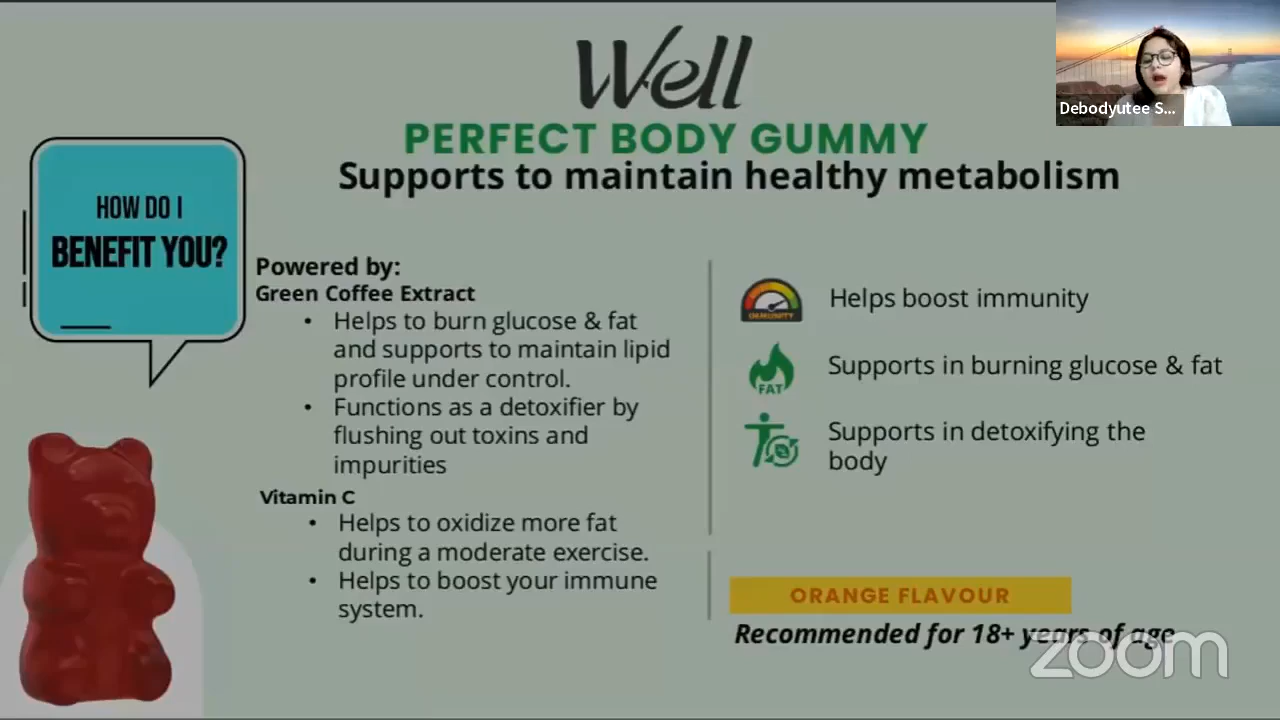 Well
PERFECT BODY GUMMY
Supports to maintain healthy metabolism
Debodyutee S...
HOW DO I
BENEFIT YOU?
Powered by:
Green Coffee Extract
• Helps to burn glucose & fat
and supports to maintain lipid
profile under control.
• Functions as a detoxifier by
flushing out toxins and
impurities
Vitamin C
• Helps to oxidize more fat
during a moderate exercise.
• Helps to boost your immune
system.
IMMUNITY
Helps boost immunity
FAT
Supports in burning glucose & fat
Supports in detoxifying the
body
ORANGE FLAVOUR
Recommended for 18+ years of age
zoom